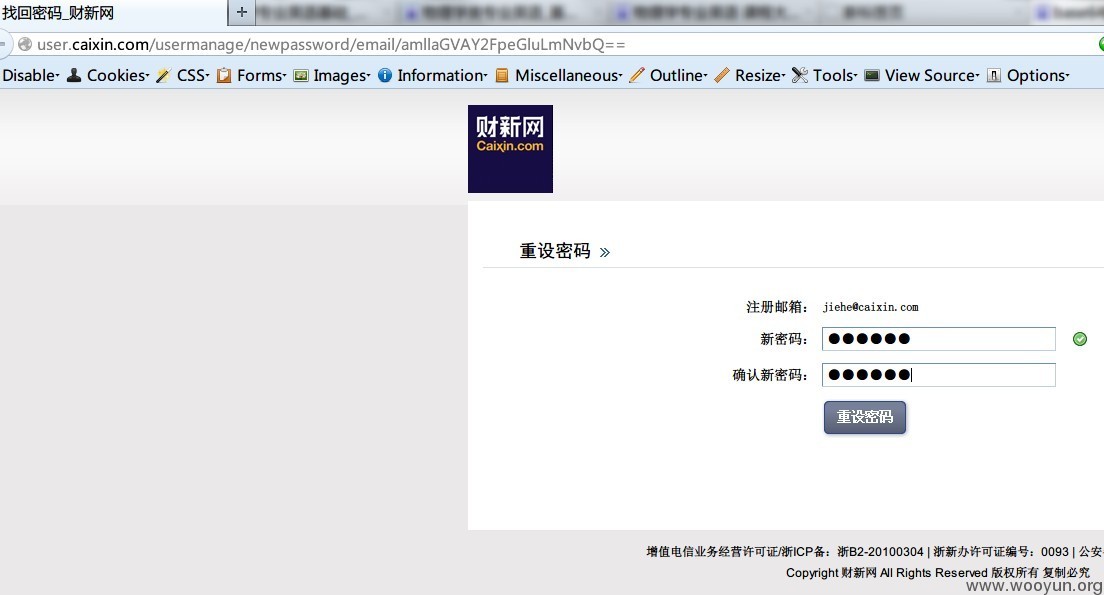 找回密码_财新网
+
user.caixin.com/usermanage/newpassword/email/amllaGVAY2FpeGluLmNvbQ==
Disable Cookies CSS Forms Images Information Miscellaneous Outline Resize Tools View Source Options
财新网
Caixin.com
重设密码 »
注册邮箱： jiehe@caixin.com
新密码： ●●●●●●
确认新密码： ●●●●●●
重设密码
增值电信业务经营许可证/浙ICP备：浙B2-20100304 | 浙新办许可证编号：0093 | 公安
Copyright 财新网 All Rights Reserved 版权所有 复制必究
www.wooyun.org